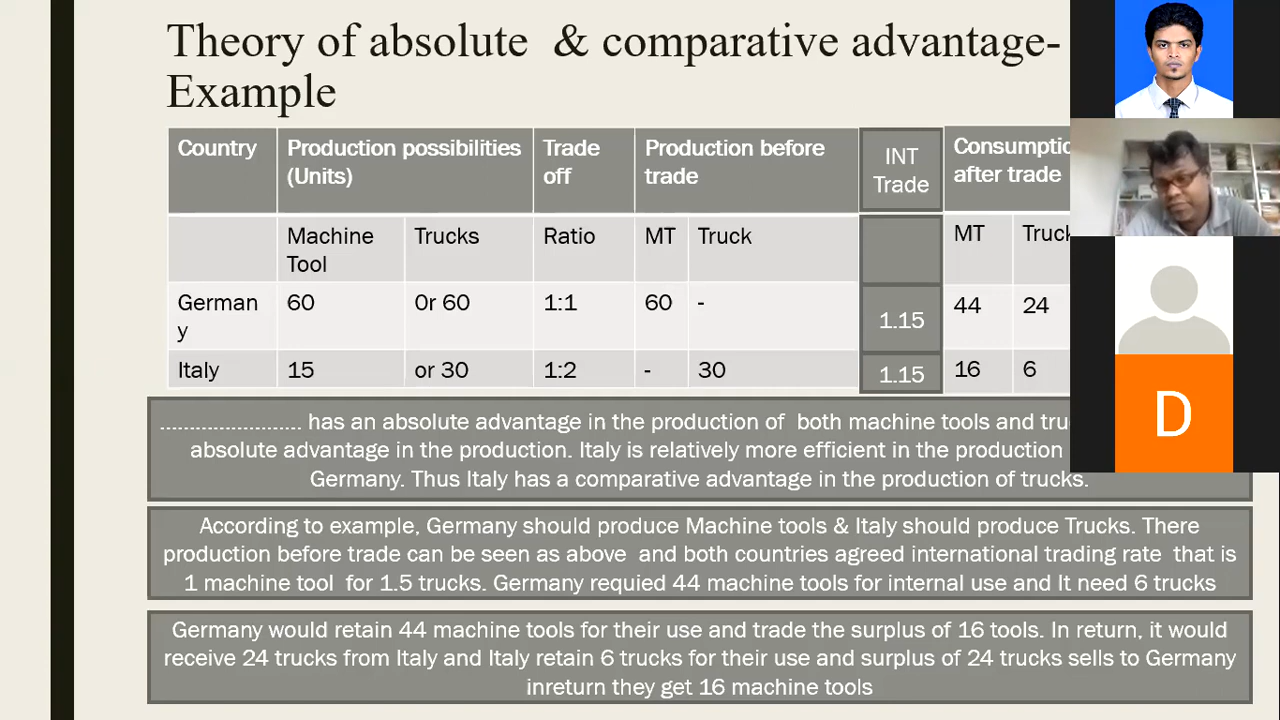 Theory of absolute & comparative advantage-
Example
Country Production possibilities (Units) Trade off Production before trade INT Trade after trade
Machine Tool Trucks Ratio MT Truck MT
Germany 60 0r 60 1:1 60 - 1.15 44 24
Italy 15 or 30 1:2 - 30 1.15 16 6
........................ has an absolute advantage in the production of both machine tools and
absolute advantage in the production. Italy is relatively more efficient in the production
Germany. Thus Italy has a comparative advantage in the production of trucks.
According to example, Germany should produce Machine tools & Italy should produce Trucks. There
production before trade can be seen as above and both countries agreed international trading rate that is
1 machine tool for 1.5 trucks. Germany requied 44 machine tools for internal use and It need 6 trucks
Germany would retain 44 machine tools for their use and trade the surplus of 16 tools. In return, it would
receive 24 trucks from Italy and Italy retain 6 trucks for their use and surplus of 24 trucks sells to Germany
inreturn they get 16 machine tools
D